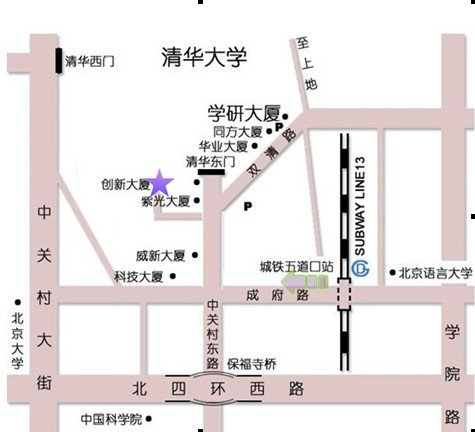 至上地
清华西门
清华大学
学研大厦
P
同方大厦
华业大厦
双清路
清华东门
创新大厦
紫光大厦
P
SUBWAY LINE13
中关村大街
威新大厦
城铁五道口站
科技大厦
北京语言大学
成府路
北京大学
中关村东路
学院路
保福寺桥
北四环西路
中国科学院